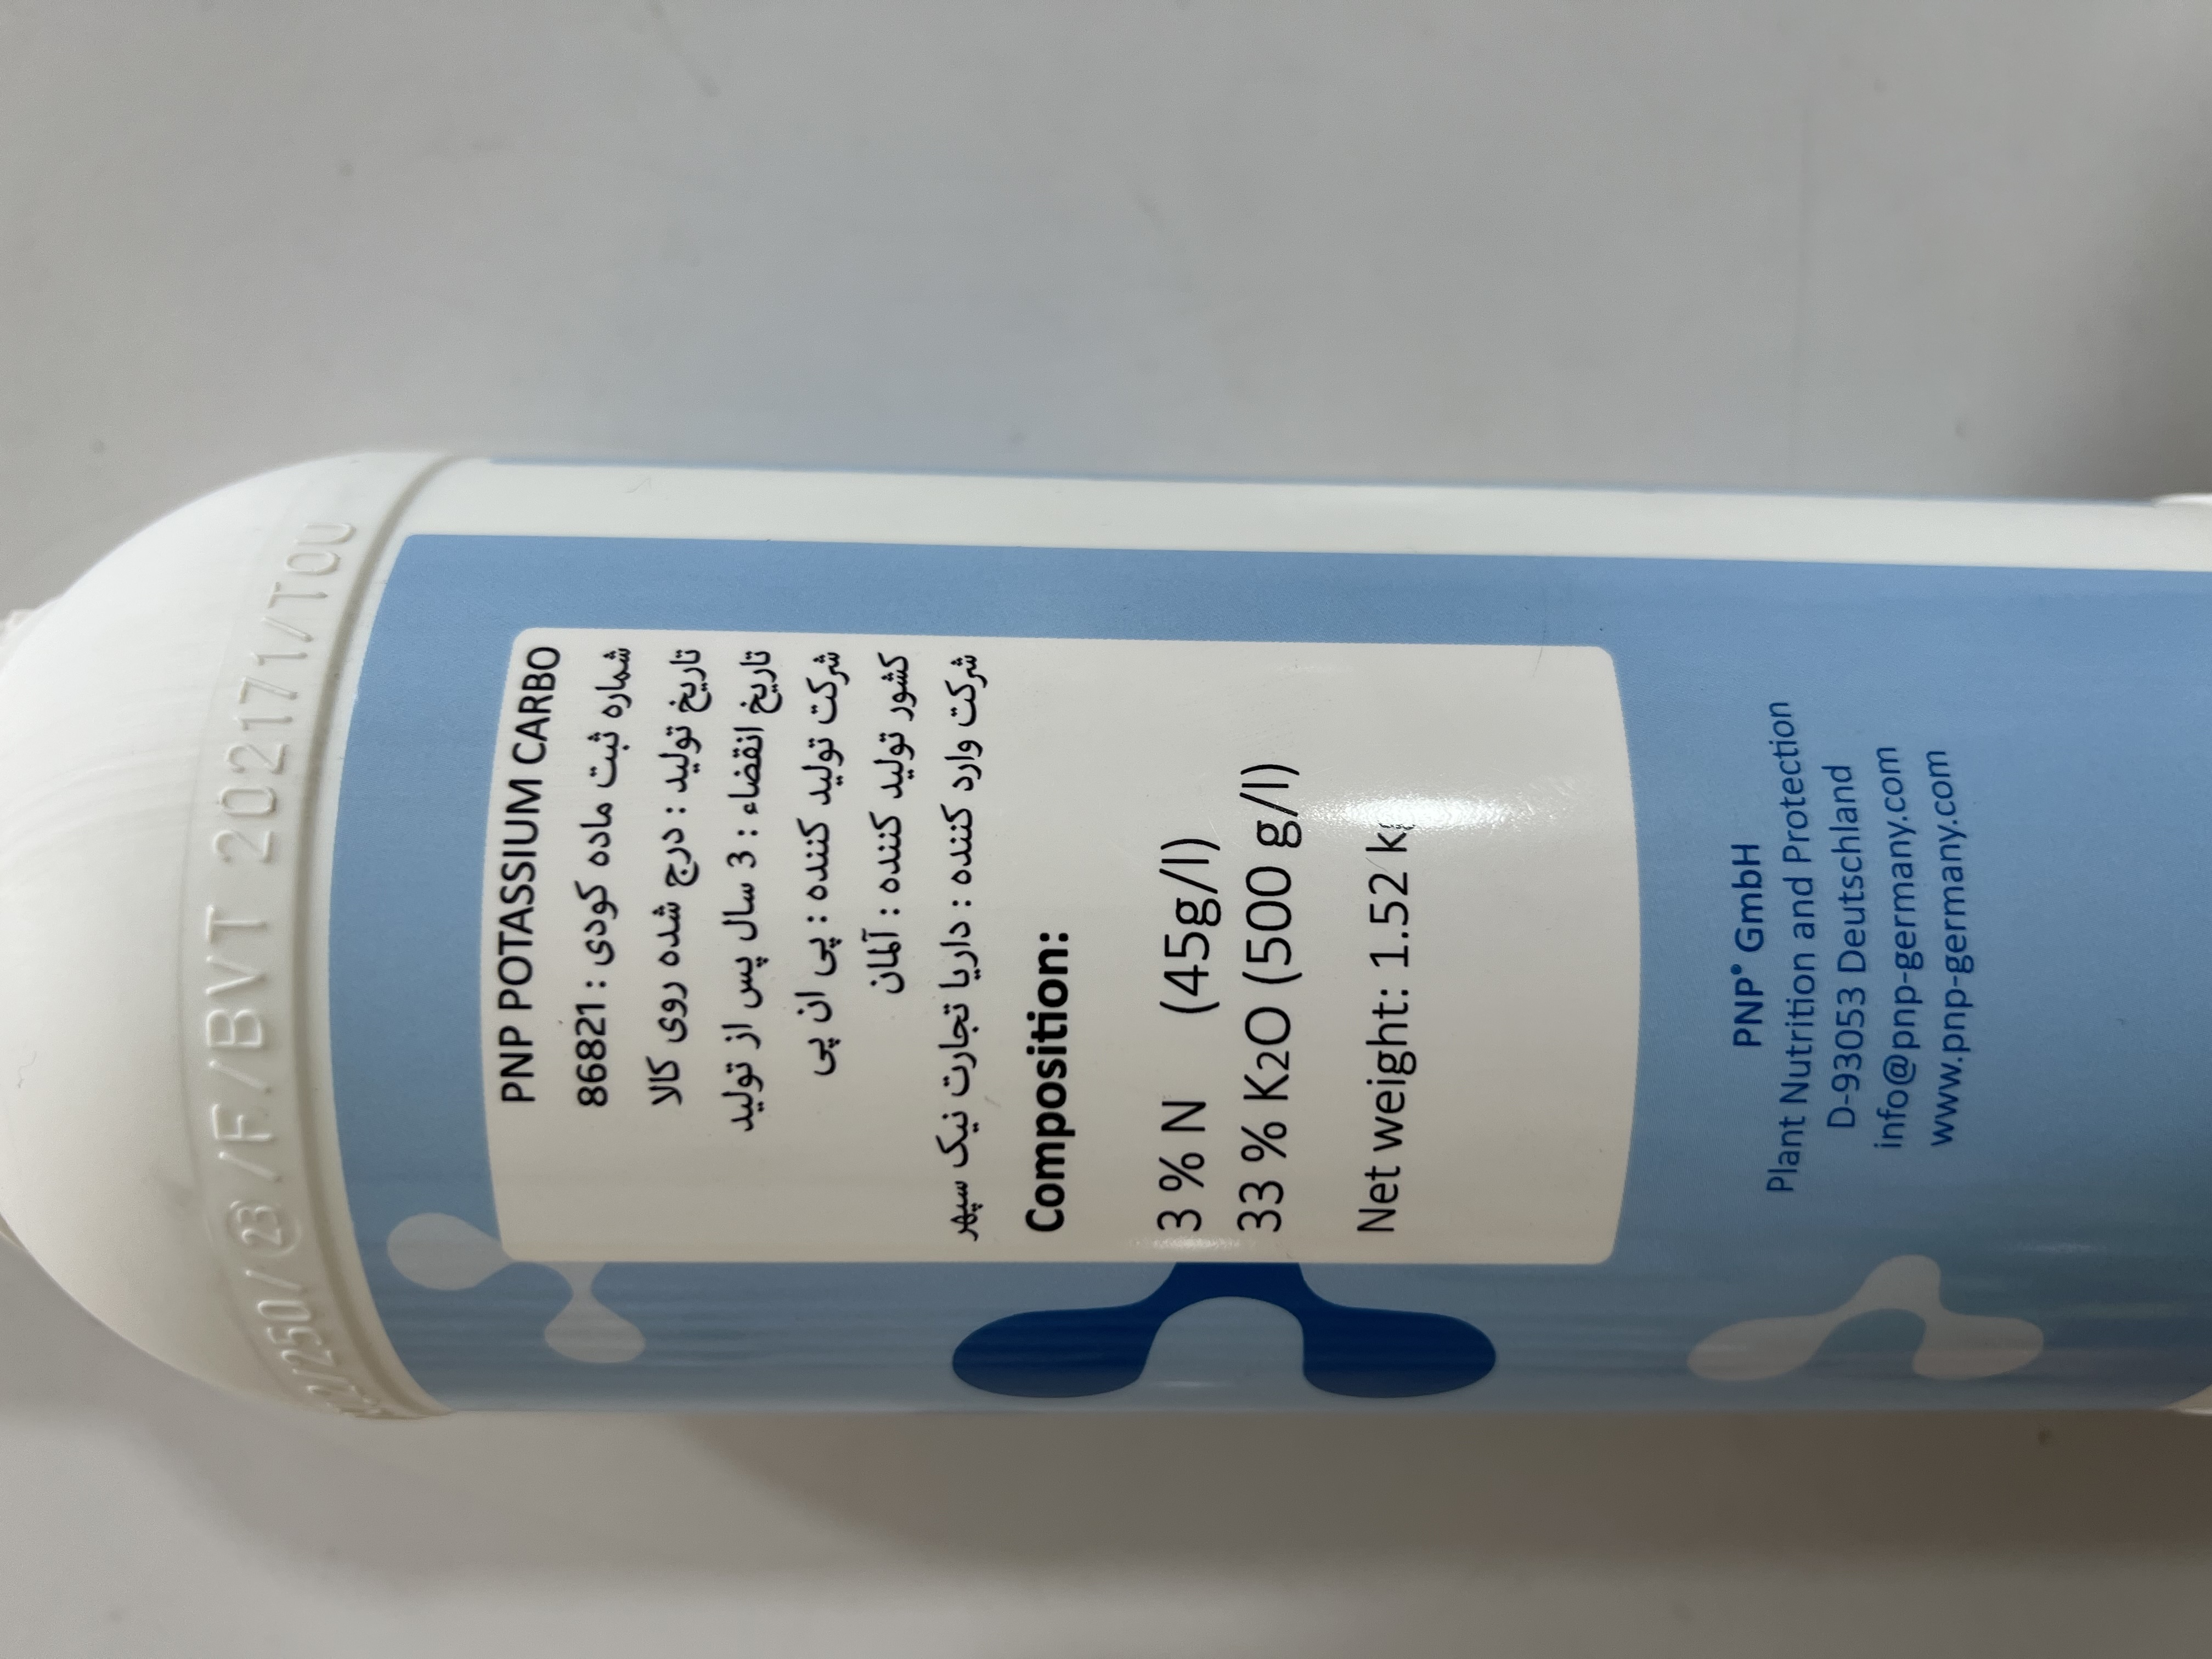 PNP POTASSIUM CARBO
شماره ثبت ماده کودی : 86821
تاریخ تولید : درج شده روی کالا
تاریخ انقضاء : 3 سال پس از تولید
شرکت تولید کننده : پی ان پی
کشور تولید کننده : آلمان
شرکت وارد کننده : داریا تجارت نیک سپهر
Composition:
3 % N (45g/l)
33 % K2O (500 g/l)
Net weight: 1.52 kg
PNP® GmbH
Plant Nutrition and Protection
D-93053 Deutschland
info@pnp-germany.com
www.pnp-germany.com
/250/23/F/BVT 202171/TOU